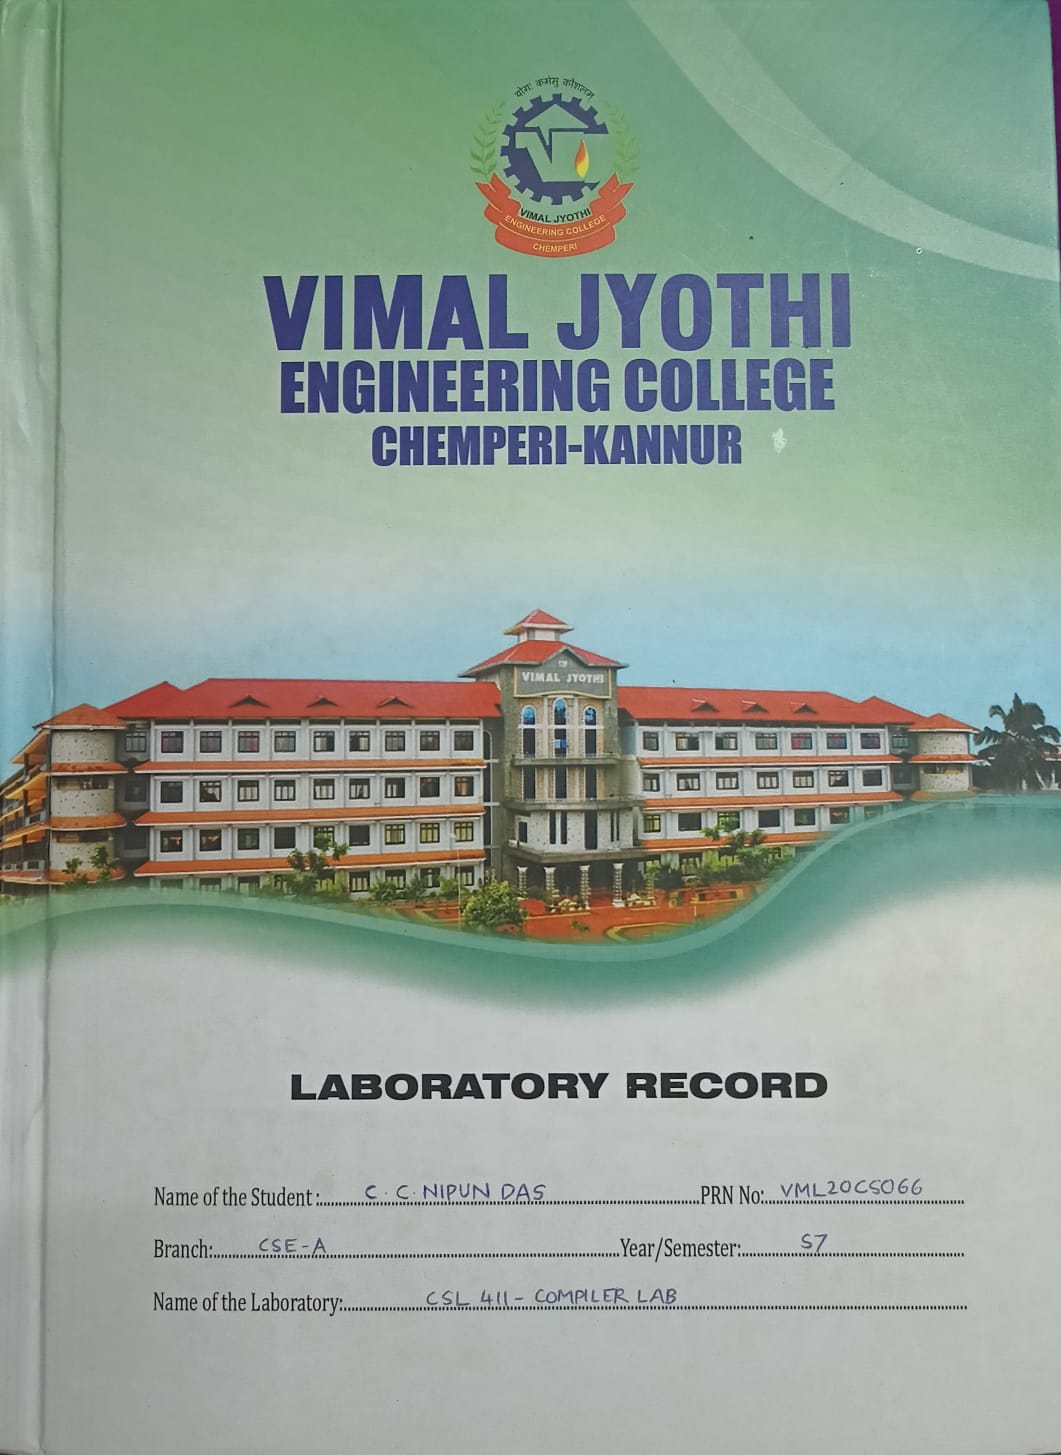 योगः कर्मसु कौशलम्
VIMAL JYOTHI
ENGINEERING COLLEGE
CHEMPERI
VIMAL JYOTHI
ENGINEERING COLLEGE
CHEMPERI-KANNUR
VIMAL JYOTHI
LABORATORY RECORD
Name of the Student : C. C. NIPUN DAS PRN No: VML20CS066
Branch: CSE-A Year/Semester: S7
Name of the Laboratory: CSL 411 - COMPILER LAB